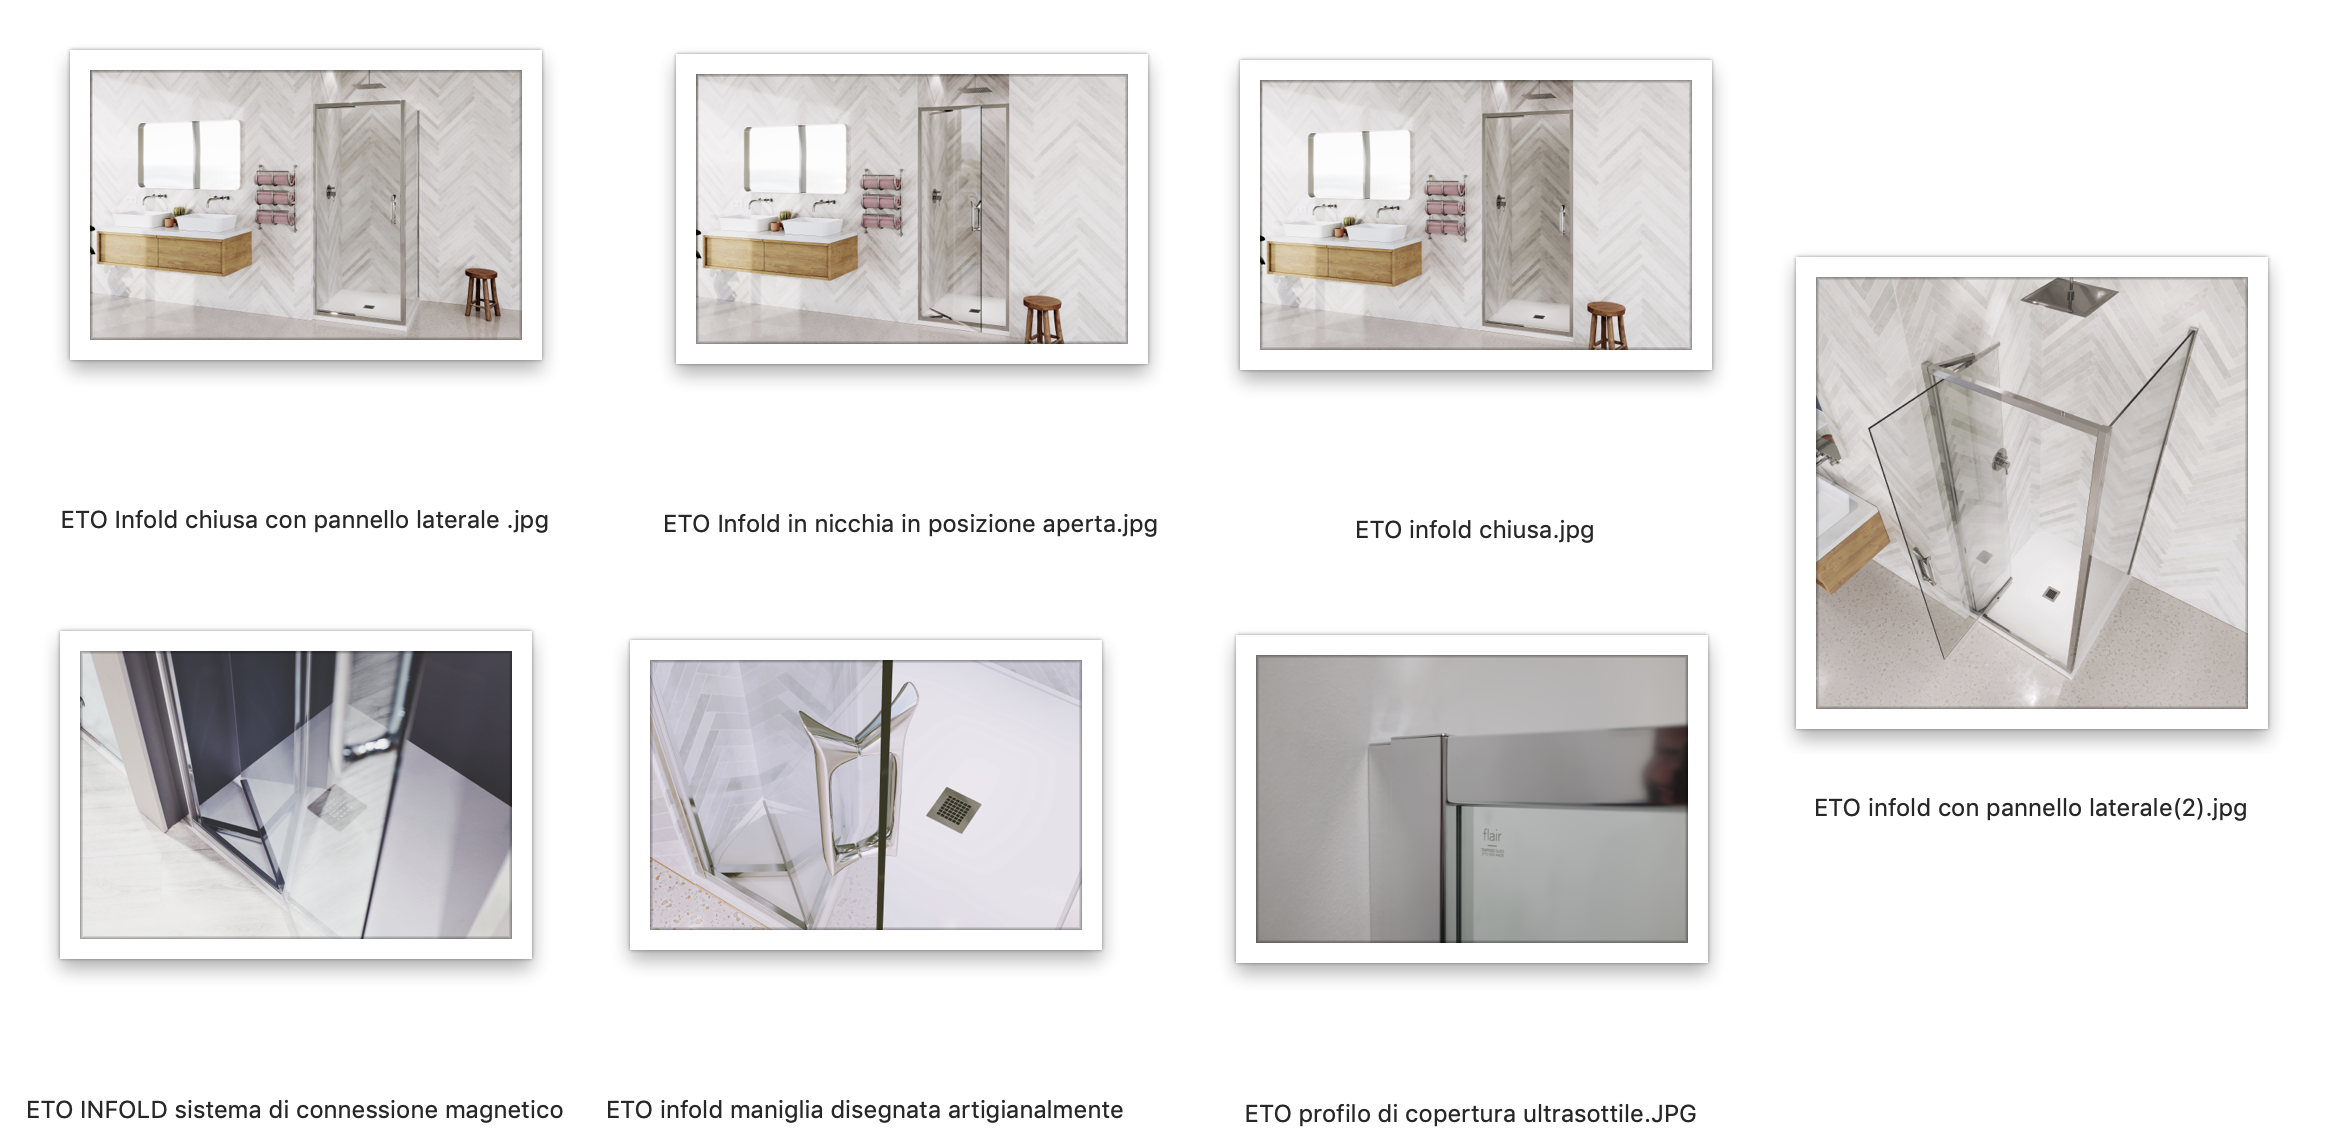 ETO Infold chiusa con pannello laterale .jpg
ETO Infold in nicchia in posizione aperta.jpg
ETO infold chiusa.jpg
ETO infold con pannello laterale(2).jpg
flair
ETO INFOLD sistema di connessione magnetico
ETO infold maniglia disegnata artigianalmente
ETO profilo di copertura ultrasottile.JPG